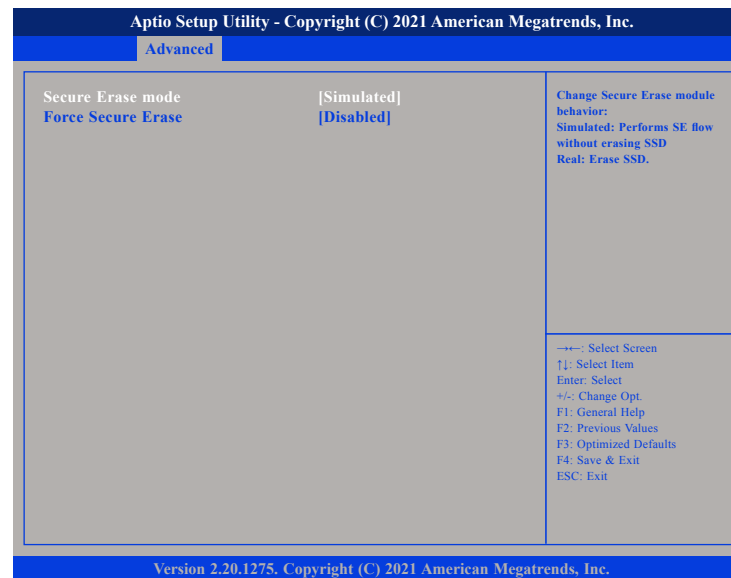 Aptio Setup Utility - Copyright (C) 2021 American Megatrends, Inc.
Advanced
Secure Erase mode [Simulated]
Force Secure Erase [Disabled]
Change Secure Erase module
behavior:
Simulated: Performs SE flow
without erasing SSD
Real: Erase SSD.
→←: Select Screen
↑↓: Select Item
Enter: Select
+/-: Change Opt.
F1: General Help
F2: Previous Values
F3: Optimized Defaults
F4: Save & Exit
ESC: Exit
Version 2.20.1275. Copyright (C) 2021 American Megatrends, Inc.